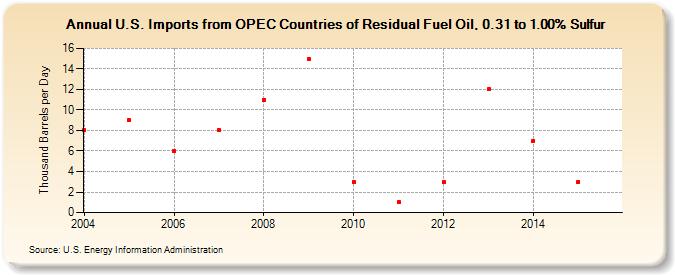 Annual U.S. Imports from OPEC Countries of Residual Fuel Oil, 0.31 to 1.00% Sulfur
Thousand Barrels per Day
16
14
12
10
8
6
4
2
0
2004 2006 2008 2010 2012 2014
Source: U.S. Energy Information Administration